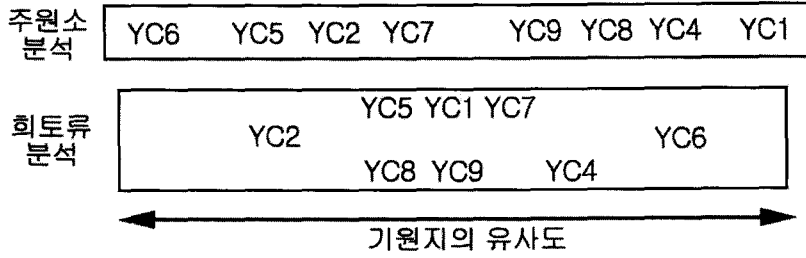 주원소
분석
YC6 YC5 YC2 YC7 YC9 YC8 YC4 YC1
희토류
분석
YC5 YC1 YC7
YC2 YC6
YC8 YC9 YC4
기원지의 유사도